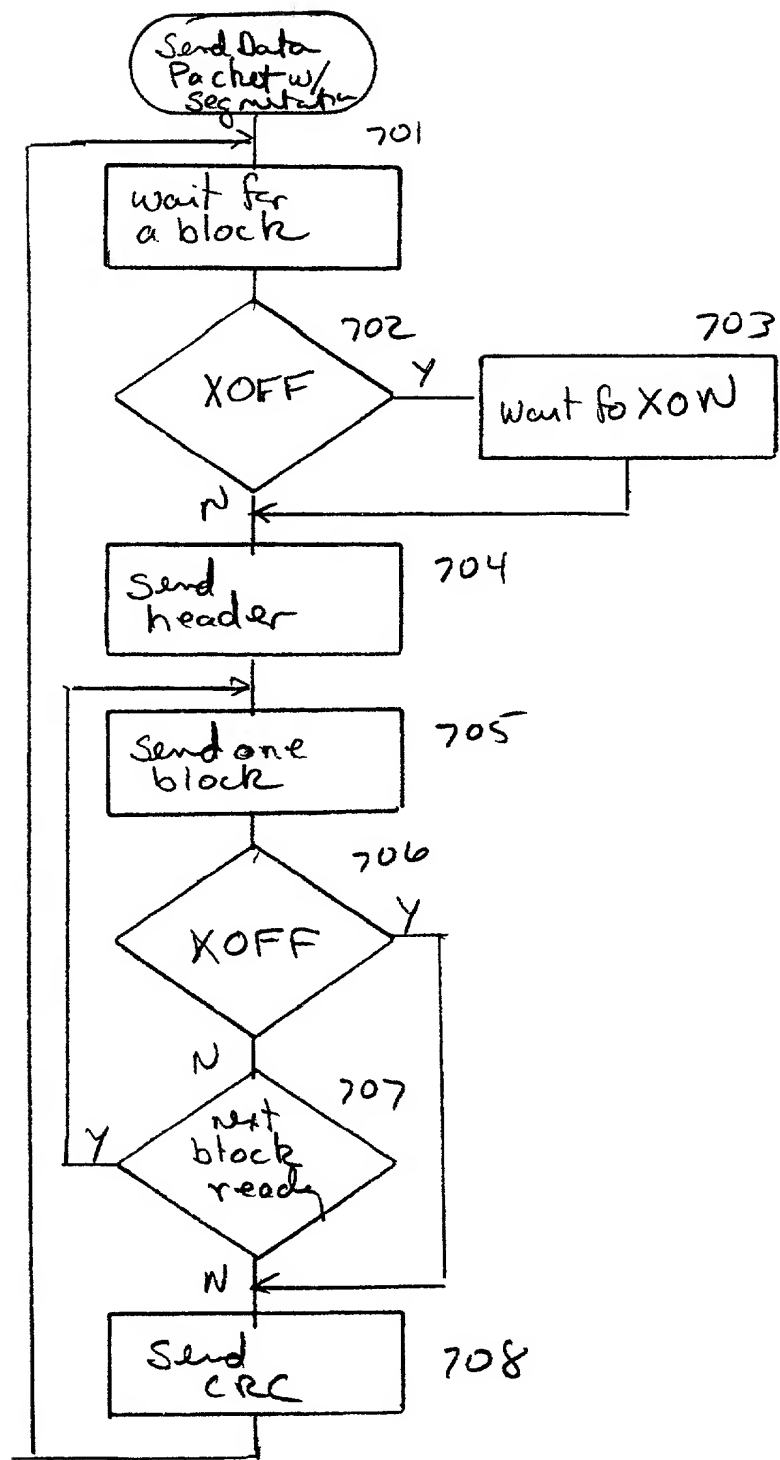 Send Data
Packet w/
Segmntation
701
wait for
a block
702
XOFF
Y
703
wait fo XON
N
704
Send
header
705
Send one
block
706
XOFF
Y
N
707
next
block
ready
Y
N
Send
CRC
708